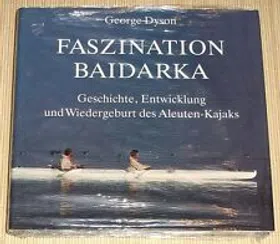 George Dyson
FASZINATION
BAIDARKA
Geschichte, Entwicklung
und Wiedergeburt des Aleuten-Kajaks